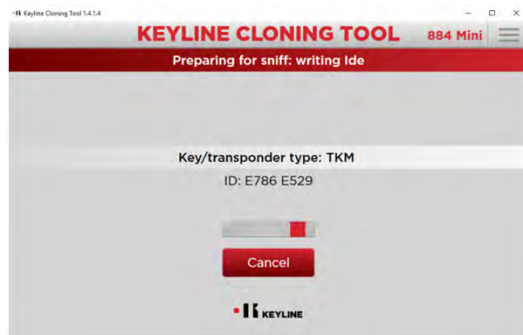 Keyline Cloning Tool 1.4.1.4
KEYLINE CLONING TOOL
884 Mini
Preparing for sniff: writing Ide
Key/transponder type: TKM
ID: E786 E529
Cancel
KEYLINE